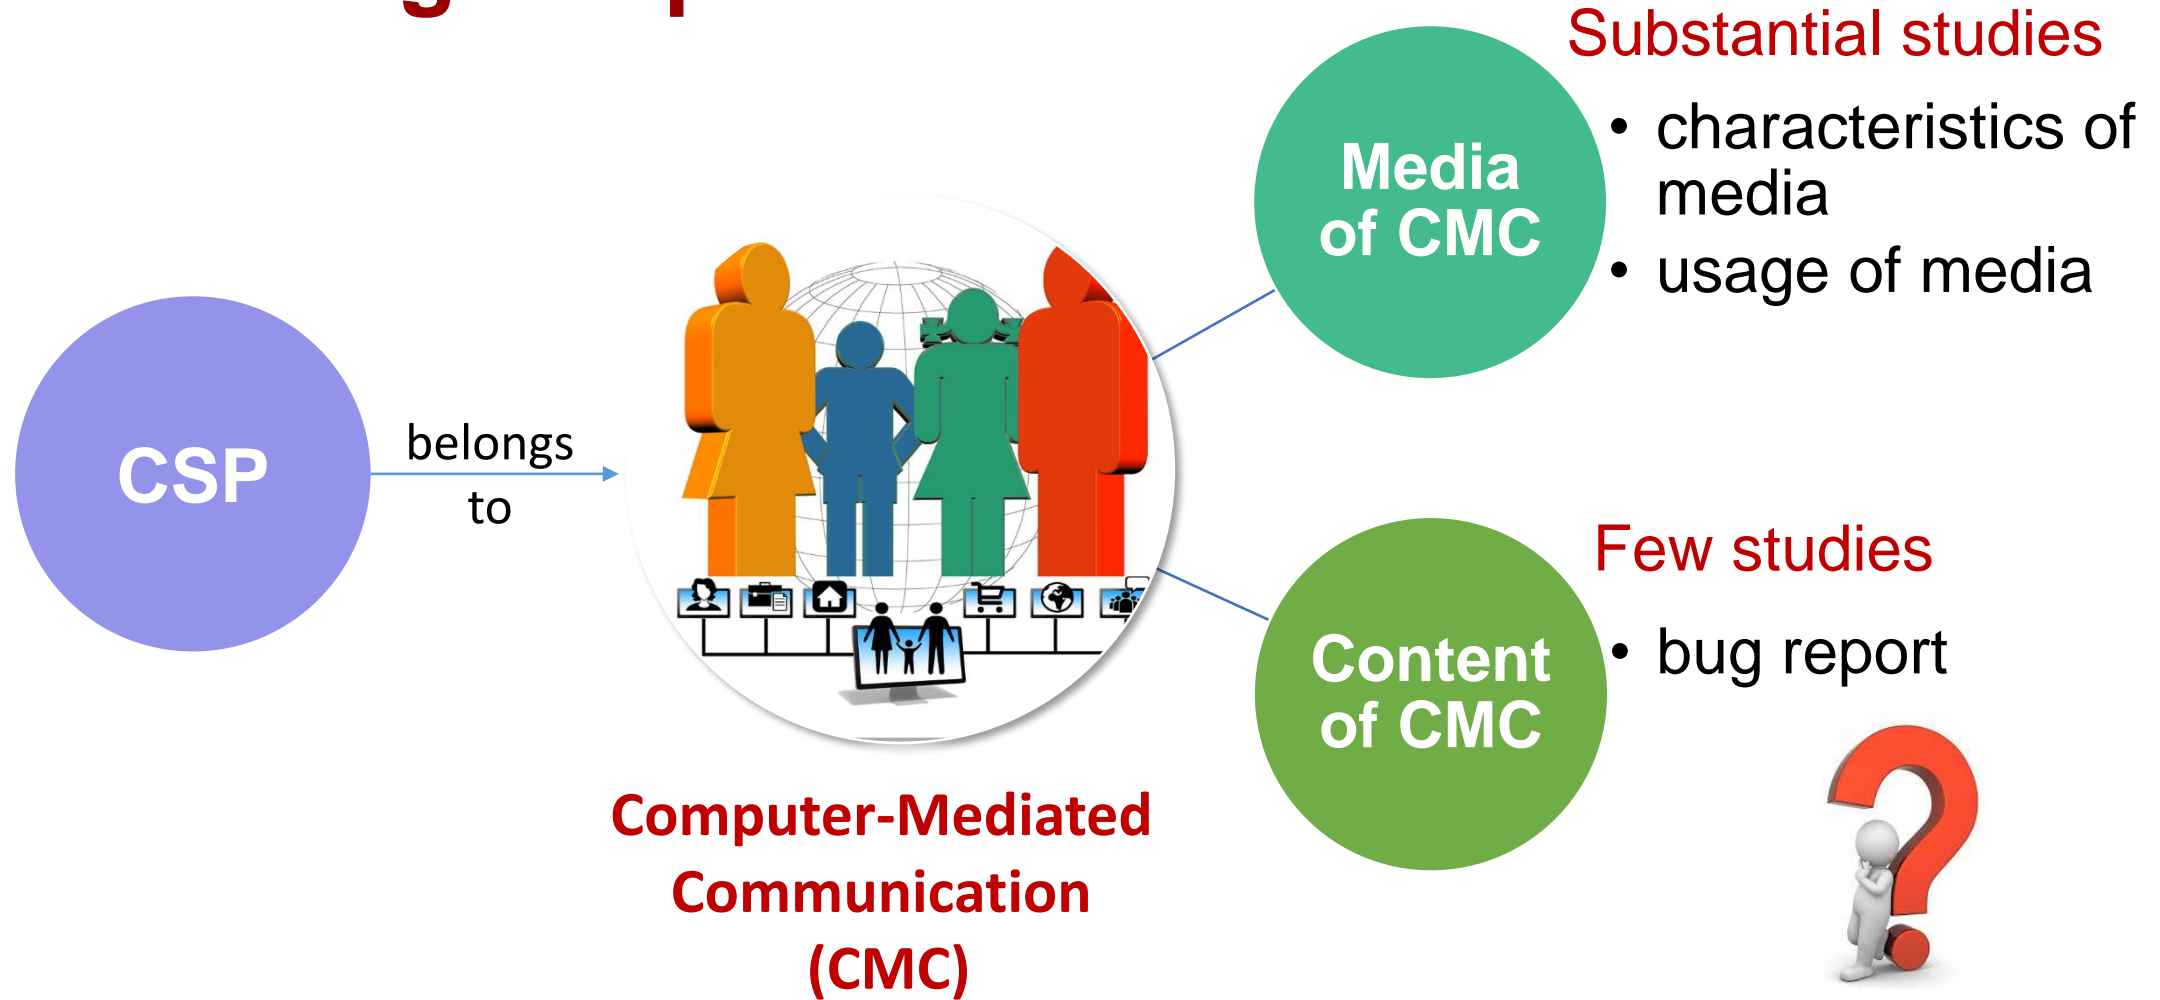 CSP
belongs
to
Computer-Mediated
Communication
(CMC)
Media
of CMC
Substantial studies
• characteristics of
media
• usage of media
Content
of CMC
Few studies
• bug report